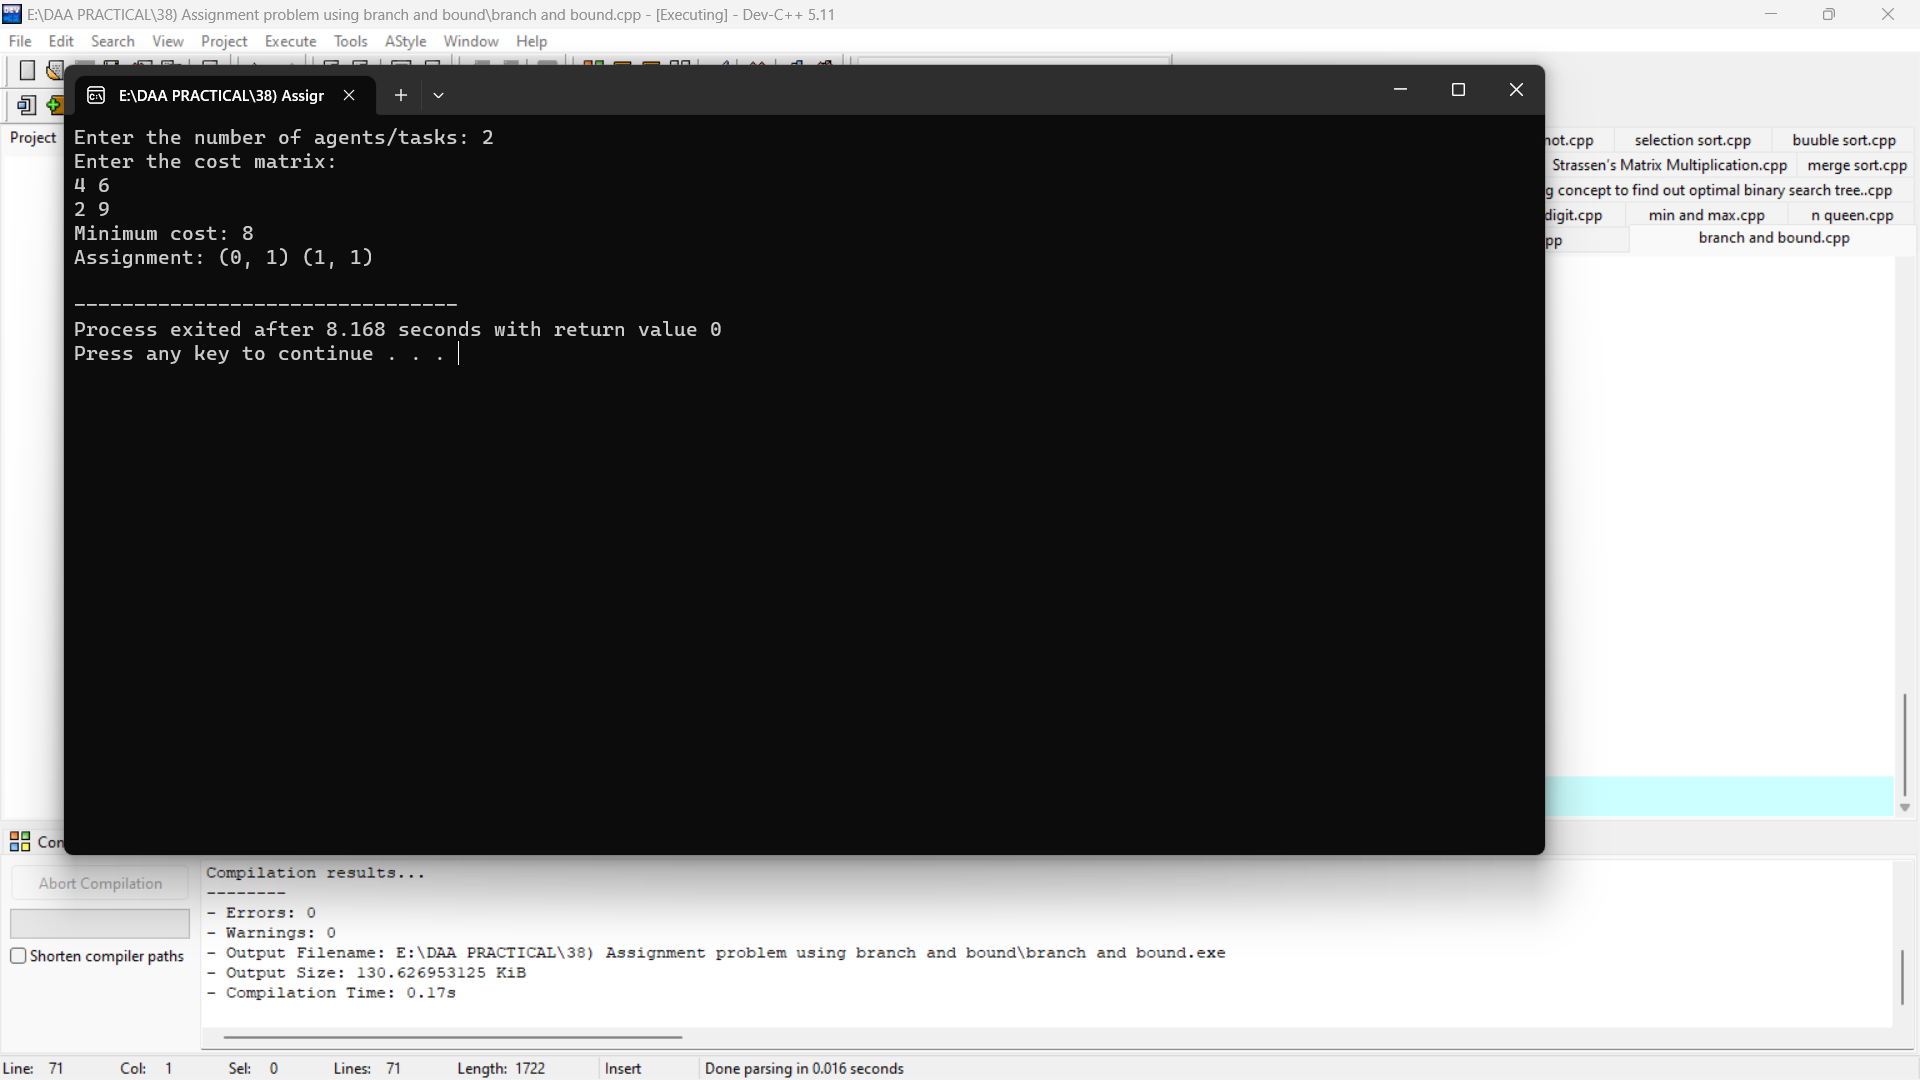 E:\DAA PRACTICAL\38) Assignment problem using branch and bound\branch and bound.cpp - [Executing] - Dev-C++ 5.11
File Edit Search View Project Execute Tools AStyle Window Help
E:\DAA PRACTICAL\38) Assigr
Project
Enter the number of agents/tasks: 2
Enter the cost matrix:
4 6
2 9
Minimum cost: 8
Assignment: (0, 1) (1, 1)
--------------------------------
Process exited after 8.168 seconds with return value 0
Press any key to continue . . .
not.cpp selection sort.cpp buuble sort.cpp
Strassen's Matrix Multiplication.cpp merge sort.cpp
g concept to find out optimal binary search tree..cpp
digit.cpp min and max.cpp n queen.cpp
pp branch and bound.cpp
Con
Abort Compilation
Shorten compiler paths
Compilation results...
--------
- Errors: 0
- Warnings: 0
- Output Filename: E:\DAA PRACTICAL\38) Assignment problem using branch and bound\branch and bound.exe
- Output Size: 130.626953125 KiB
- Compilation Time: 0.17s
Line: 71 Col: 1 Sel: 0 Lines: 71 Length: 1722 Insert Done parsing in 0.016 seconds